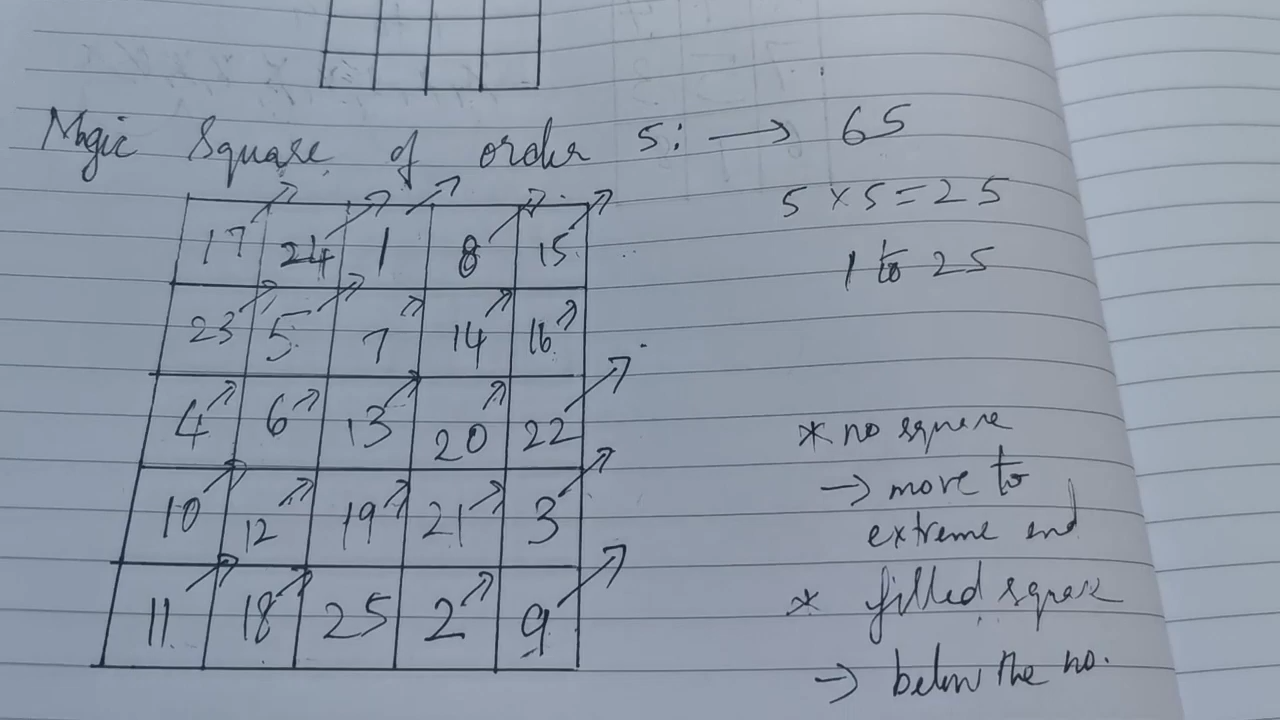 Magic Square of order 5: → 65
5 × 5 = 25
1 to 25
17 24 1 8 15
23 5 7 14 16
4 6 13 20 22
10 12 19 21 3
11 18 25 2 9
* no square
→ move to
extreme end
* filled square
→ below the no.